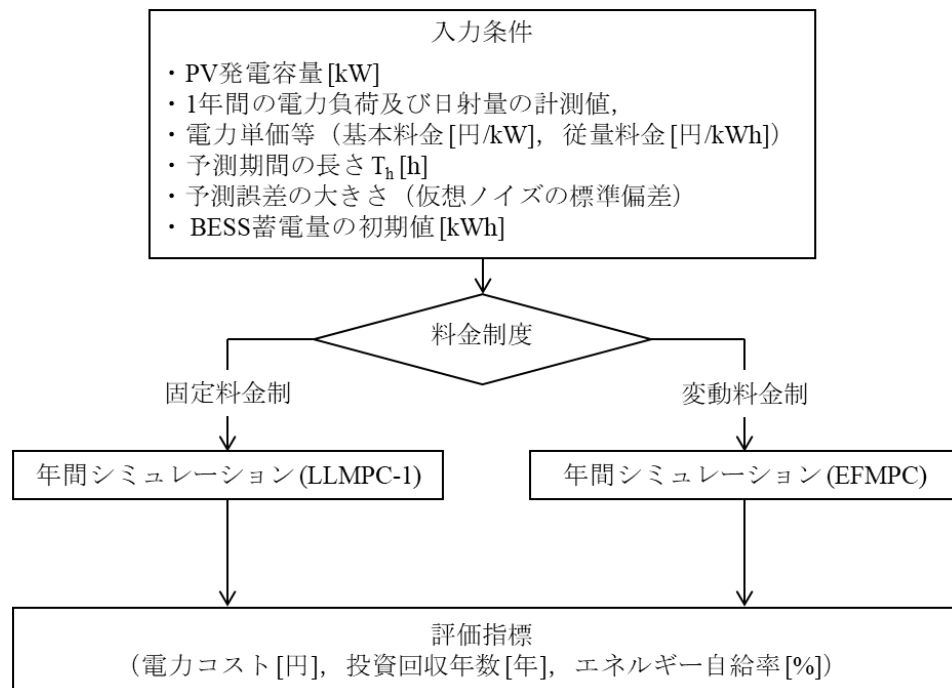 入力条件
・PV発電容量[kW]
・1年間の電力負荷及び日射量の計測値,
・電力単価等（基本料金[円/kW]，従量料金[円/kWh]）
・予測期間の長さTh[h]
・予測誤差の大きさ（仮想ノイズの標準偏差）
・ BESS蓄電量の初期値[kWh]
料金制度
固定料金制
変動料金制
年間シミュレーション(LLMPC-1)
年間シミュレーション(EFMPC)
評価指標
（電力コスト[円]，投資回収年数[年]，エネルギー自給率[%]）